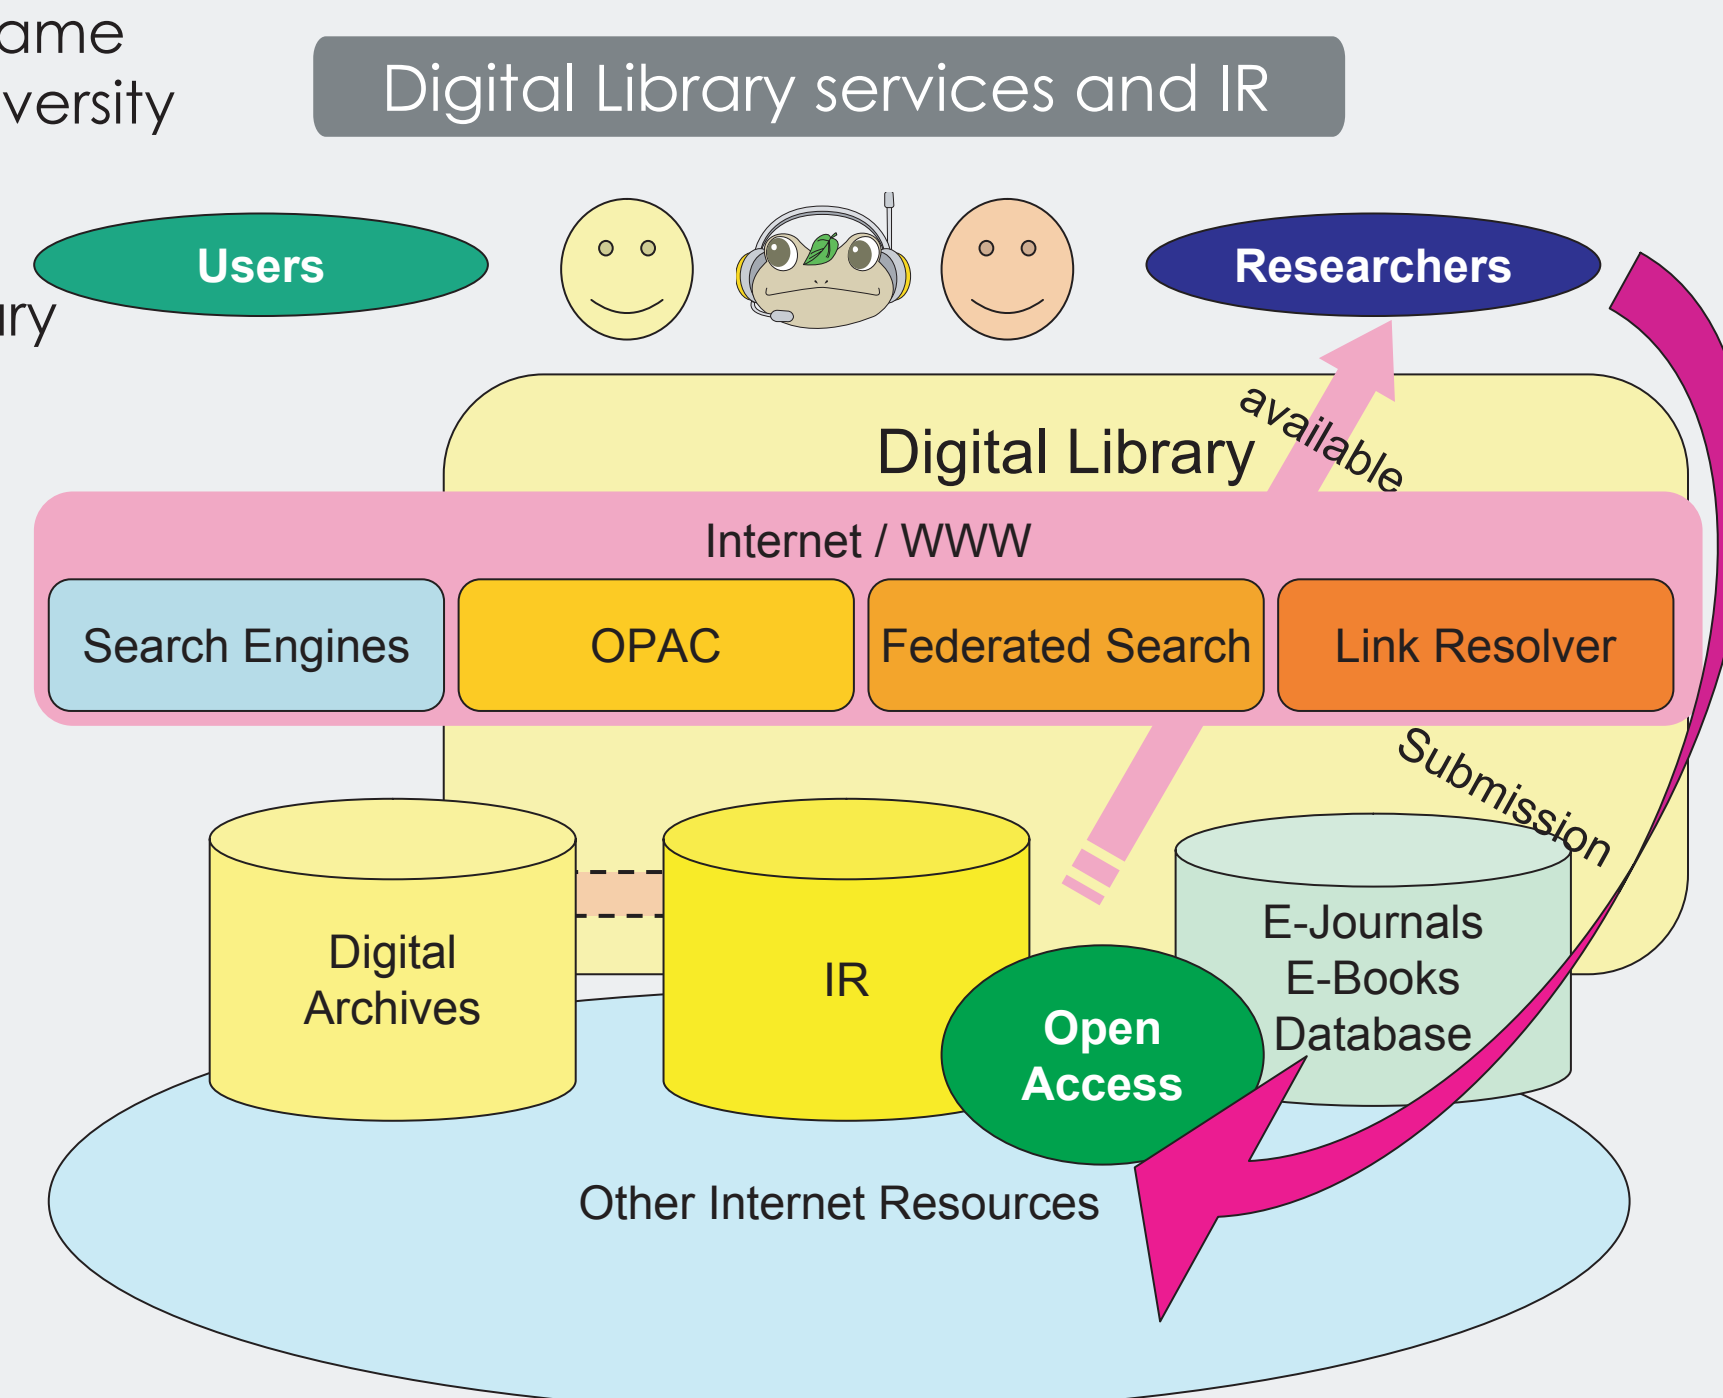 ame
versity
ary
Digital Library services and IR
Users
Researchers
available
Digital Library
Internet / WWW
Search Engines
OPAC
Federated Search
Link Resolver
Submission
Digital
Archives
IR
E-Journals
E-Books
Database
Open
Access
Other Internet Resources